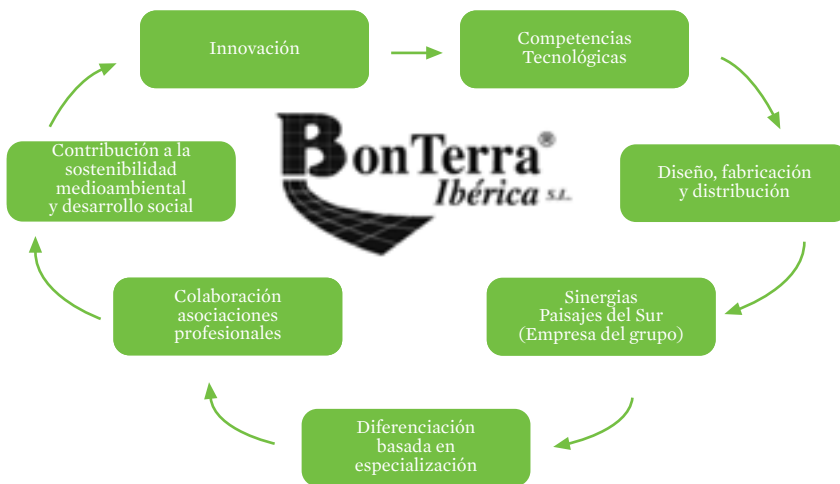 Innovación
Competencias
Tecnológicas
BonTerra®
Ibérica S.L.
Contribución a la
sostenibilidad
medioambiental
y desarrollo social
Diseño, fabricación
y distribución
Colaboración
asociaciones
profesionales
Sinergias
Paisajes del Sur
(Empresa del grupo)
Diferenciación
basada en
especialización